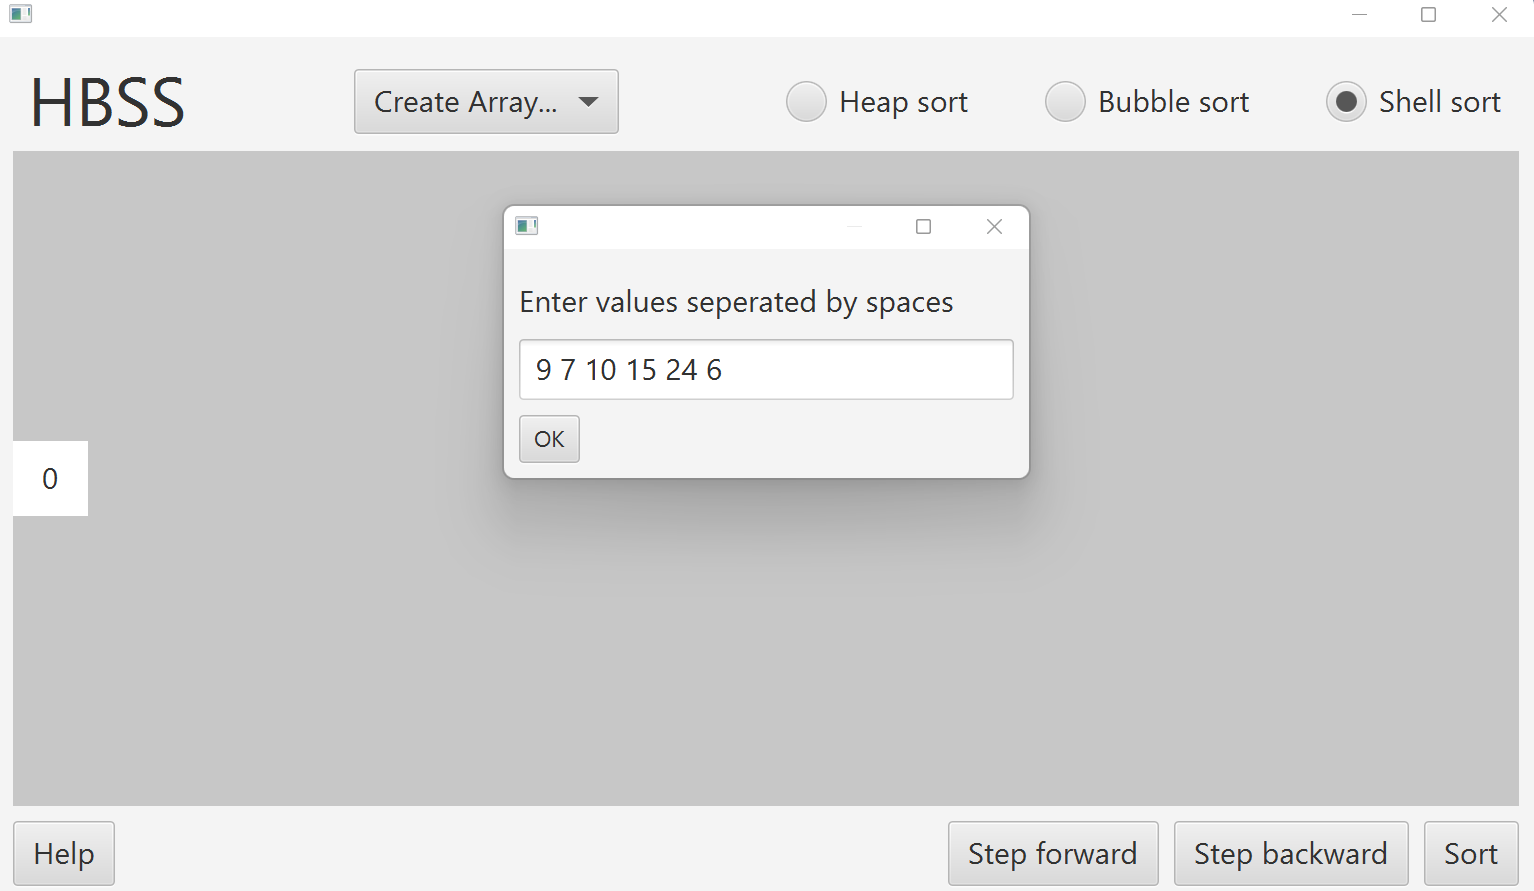 HBSS
Create Array...
Heap sort
Bubble sort
Shell sort
Enter values seperated by spaces
9 7 10 15 24 6
OK
0
Help
Step forward
Step backward
Sort